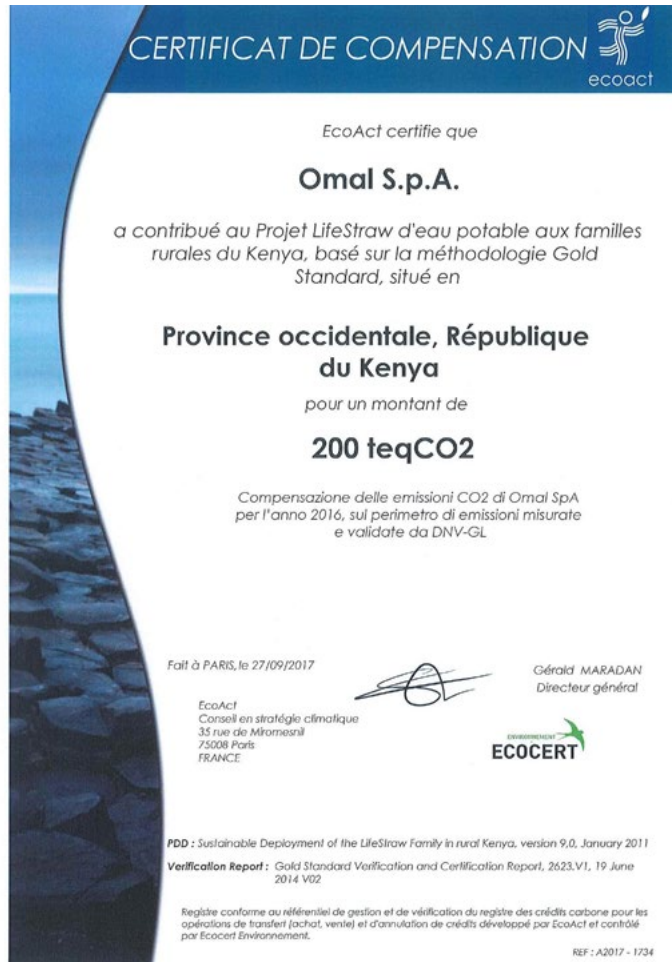 CERTIFICAT DE COMPENSATION
ecoact
EcoAct certifie que
Omal S.p.A.
a contribué au Projet LifeStraw d'eau potable aux familles
rurales du Kenya, basé sur la méthodologie Gold
Standard, situé en
Province occidentale, République
du Kenya
pour un montant de
200 teqCO2
Compensazione delle emissioni CO2 di Omal SpA
per l'anno 2016, sul perimetro di emissioni misurate
e validate da DNV-GL
Fait à PARIS, le 27/09/2017
Gérald MARADAN
Directeur général
EcoAct
Conseil en stratégie climatique
35 rue de Miromesnil
75008 Paris
FRANCE
ENVIRONNEMENT
ECOCERT
PDD : Sustainable Deployment of the LifeStraw Family in rural Kenya, version 9,0, January 2011
Verification Report : Gold Standard Verification and Certification Report, 2623.V1, 19 June
2014 V02
Registre conforme au référentiel de gestion et de vérification du registre des crédits carbone pour les
opérations de transfert (achat, vente) et d'annulation de crédits développé par EcoAct et contrôlé
par Ecocert Environnement.
REF : A2017 - 1734